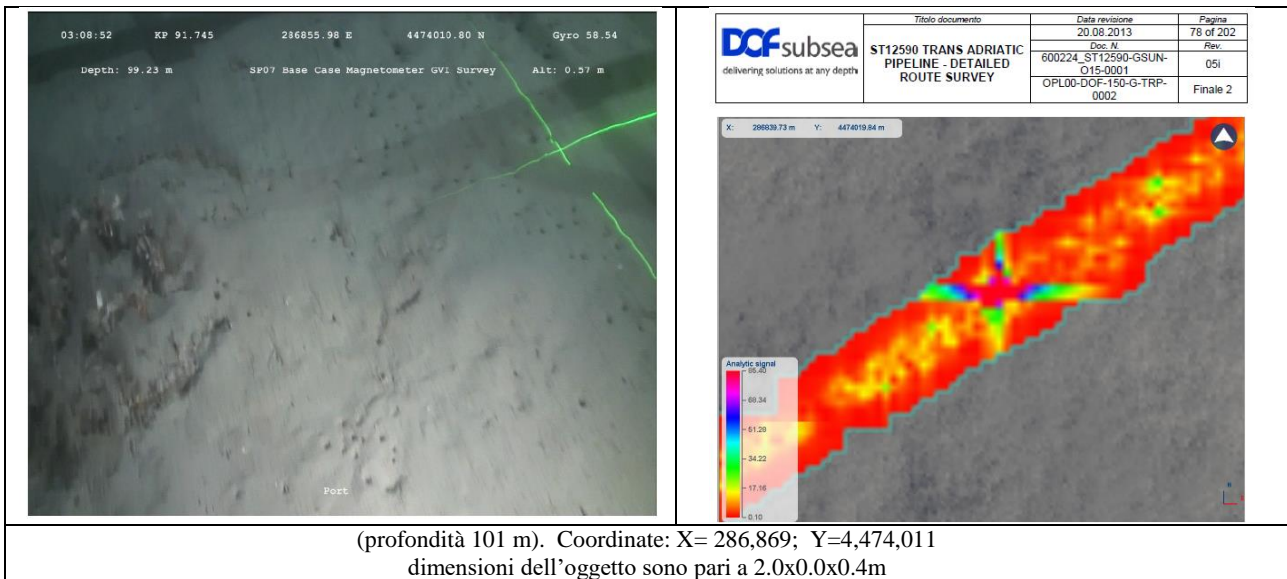 03:08:52 KP 91.745 286855.98 E 4474010.80 N Gyro 58.54
Depth: 99.23 m SP07 Base Case Magnetometer GVI Survey Alt: 0.57 m
Port
DOFsubsea
delivering solutions at any depth
Titolo documento
ST12590 TRANS ADRIATIC
PIPELINE - DETAILED
ROUTE SURVEY
Data revisione
20.08.2013
Doc. N.
600224_ST12590-GSUN-
O15-0001
OPL00-DOF-150-G-TRP-
0002
Pagina
78 of 202
Rev.
05i
Finale 2
X: 286839.73 m Y: 4474019.84 m
Analytic signal
85.40
68.34
51.28
34.22
17.16
0.10
(profondità 101 m). Coordinate: X= 286,869; Y=4,474,011
dimensioni dell'oggetto sono pari a 2.0x0.0x0.4m